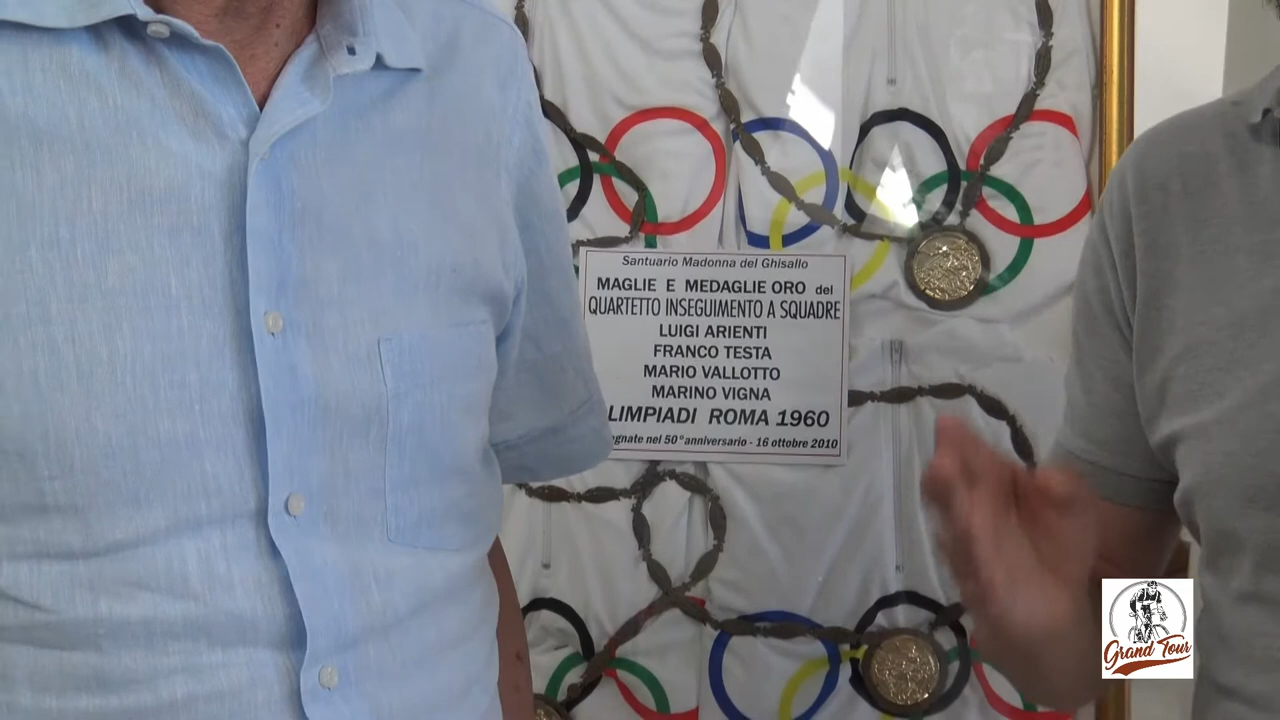 Santuario Madonna del Ghisallo
MAGLIE E MEDAGLIE ORO del
QUARTETTO INSEGUIMENTO A SQUADRE
LUIGI ARIENTI
FRANCO TESTA
MARIO VALLOTTO
MARINO VIGNA
LIMPIADI ROMA 1960
egnate nel 50° anniversario - 16 ottobre 2010
Grand Tour